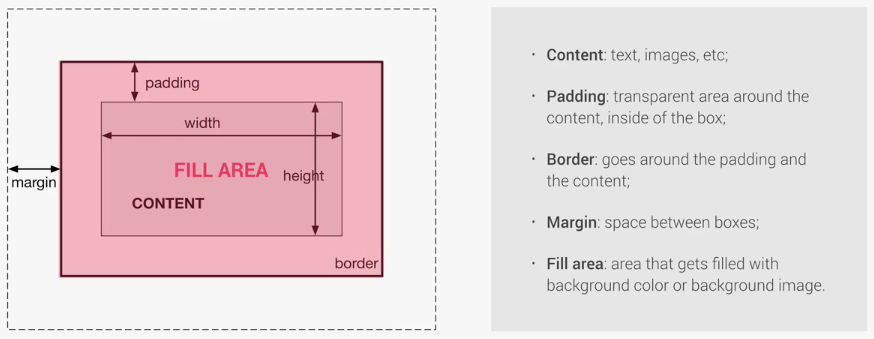 padding
width
FILL AREA
height
margin
CONTENT
border
· Content: text, images, etc;
· Padding: transparent area around the
content, inside of the box;
· Border: goes around the padding and
the content;
· Margin: space between boxes;
· Fill area: area that gets filled with
background color or background image.